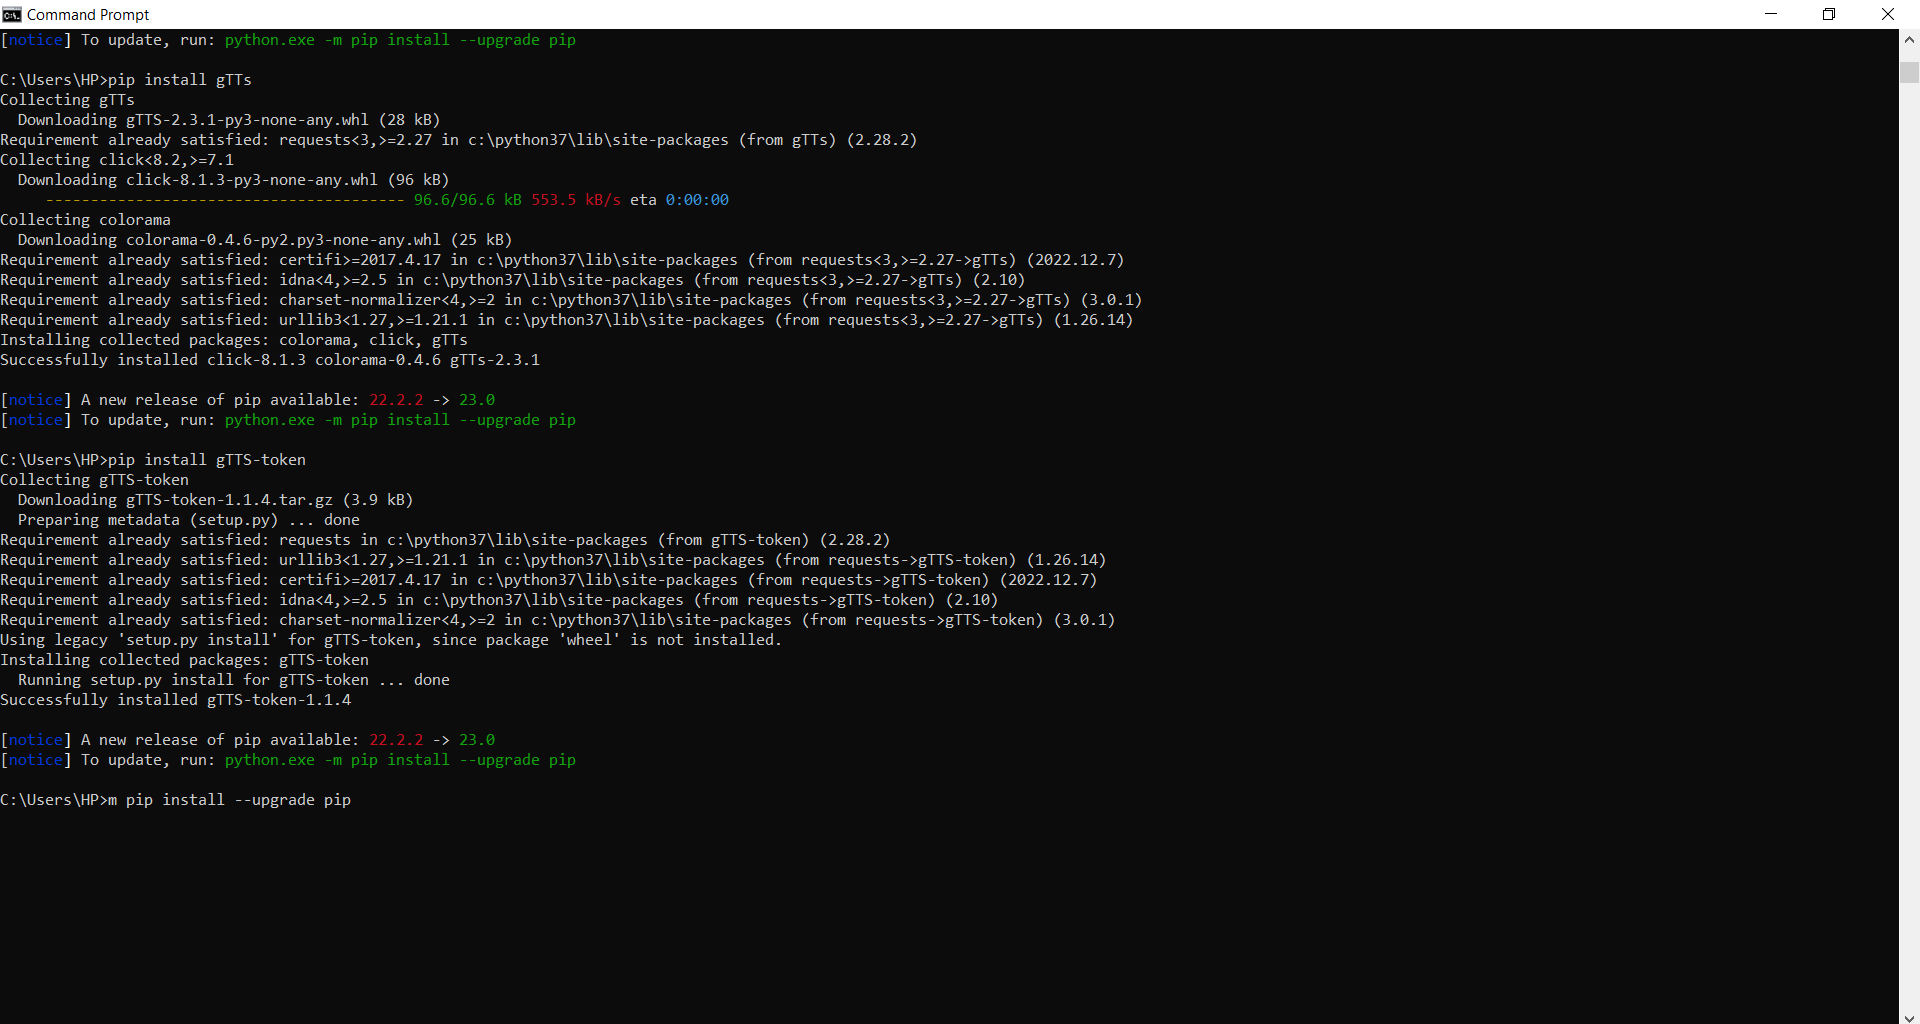 Command Prompt
[notice] To update, run: python.exe -m pip install --upgrade pip
C:\Users\HP>pip install gTTs
Collecting gTTs
Downloading gTTS-2.3.1-py3-none-any.whl (28 kB)
Requirement already satisfied: requests<3,>=2.27 in c:\python37\lib\site-packages (from gTTs) (2.28.2)
Collecting click<8.2,>=7.1
Downloading click-8.1.3-py3-none-any.whl (96 kB)
---------------------------------------- 96.6/96.6 kB 553.5 kB/s eta 0:00:00
Collecting colorama
Downloading colorama-0.4.6-py2.py3-none-any.whl (25 kB)
Requirement already satisfied: certifi>=2017.4.17 in c:\python37\lib\site-packages (from requests<3,>=2.27->gTTs) (2022.12.7)
Requirement already satisfied: idna<4,>=2.5 in c:\python37\lib\site-packages (from requests<3,>=2.27->gTTs) (2.10)
Requirement already satisfied: charset-normalizer<4,>=2 in c:\python37\lib\site-packages (from requests<3,>=2.27->gTTs) (3.0.1)
Requirement already satisfied: urllib3<1.27,>=1.21.1 in c:\python37\lib\site-packages (from requests<3,>=2.27->gTTs) (1.26.14)
Installing collected packages: colorama, click, gTTs
Successfully installed click-8.1.3 colorama-0.4.6 gTTs-2.3.1
[notice] A new release of pip available: 22.2.2 -> 23.0
[notice] To update, run: python.exe -m pip install --upgrade pip
C:\Users\HP>pip install gTTS-token
Collecting gTTS-token
Downloading gTTS-token-1.1.4.tar.gz (3.9 kB)
Preparing metadata (setup.py) ... done
Requirement already satisfied: requests in c:\python37\lib\site-packages (from gTTS-token) (2.28.2)
Requirement already satisfied: urllib3<1.27,>=1.21.1 in c:\python37\lib\site-packages (from requests->gTTS-token) (1.26.14)
Requirement already satisfied: certifi>=2017.4.17 in c:\python37\lib\site-packages (from requests->gTTS-token) (2022.12.7)
Requirement already satisfied: idna<4,>=2.5 in c:\python37\lib\site-packages (from requests->gTTS-token) (2.10)
Requirement already satisfied: charset-normalizer<4,>=2 in c:\python37\lib\site-packages (from requests->gTTS-token) (3.0.1)
Using legacy 'setup.py install' for gTTS-token, since package 'wheel' is not installed.
Installing collected packages: gTTS-token
Running setup.py install for gTTS-token ... done
Successfully installed gTTS-token-1.1.4
[notice] A new release of pip available: 22.2.2 -> 23.0
[notice] To update, run: python.exe -m pip install --upgrade pip
C:\Users\HP>m pip install --upgrade pip